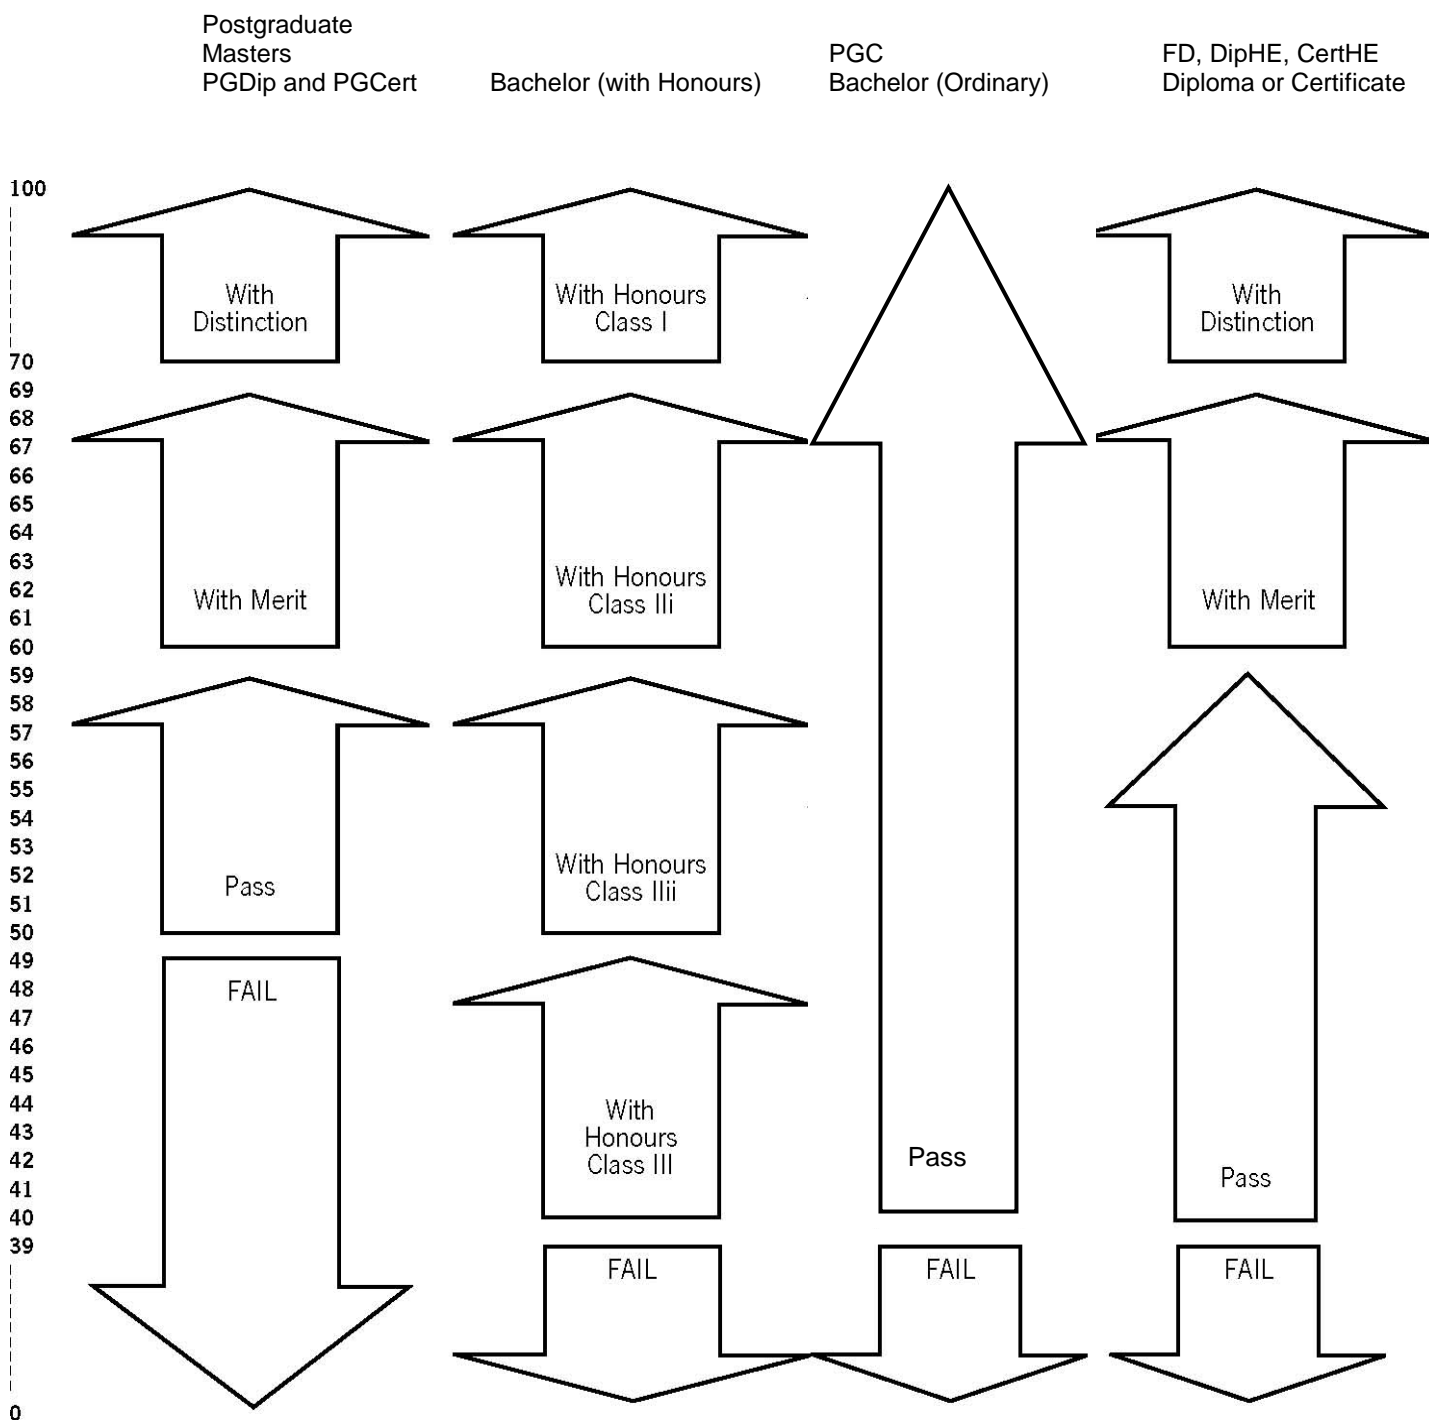 Postgraduate
Masters
PGDip and PGCert
Bachelor (with Honours)
PGC
Bachelor (Ordinary)
FD, DipHE, CertHE
Diploma or Certificate
100
70
69
68
67
66
65
64
63
62
61
60
59
58
57
56
55
54
53
52
51
50
49
48
47
46
45
44
43
42
41
40
39
0
With
Distinction
With Merit
Pass
FAIL
With Honours
Class I
With Honours
Class IIi
With Honours
Class IIii
With
Honours
Class III
FAIL
Pass
FAIL
With
Distinction
With Merit
Pass
FAIL